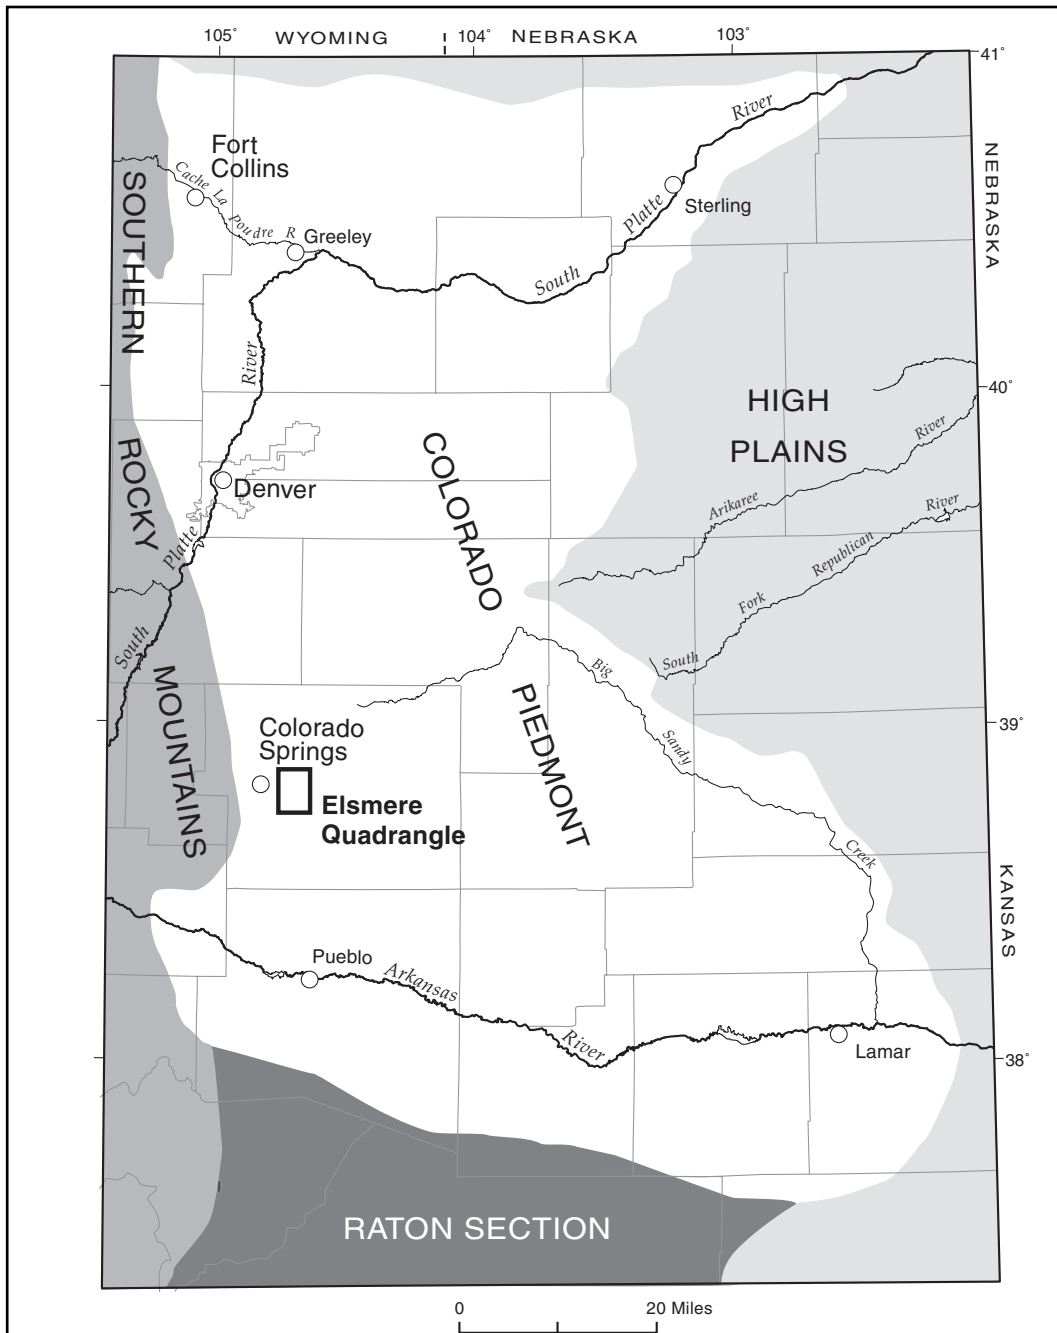 105°
WYOMING
104°
NEBRASKA
103°
41°
River
Fort
Collins
NEBRASKA
Cache La Poudre R
SOUTHERN
Sterling
Platte
Greeley
South
River
40°
HIGH
PLAINS
River
COLORADO
ROCKY
Denver
Arikaree
River
Platte
Republican
Fork
South
South
Big
MOUNTAINS
PIEDMONT
39°
Colorado
Springs
Sandy
Elsmere
Quadrangle
Creek
KANSAS
Pueblo
Arkansas
River
Lamar
38°
RATON SECTION
0
20 Miles